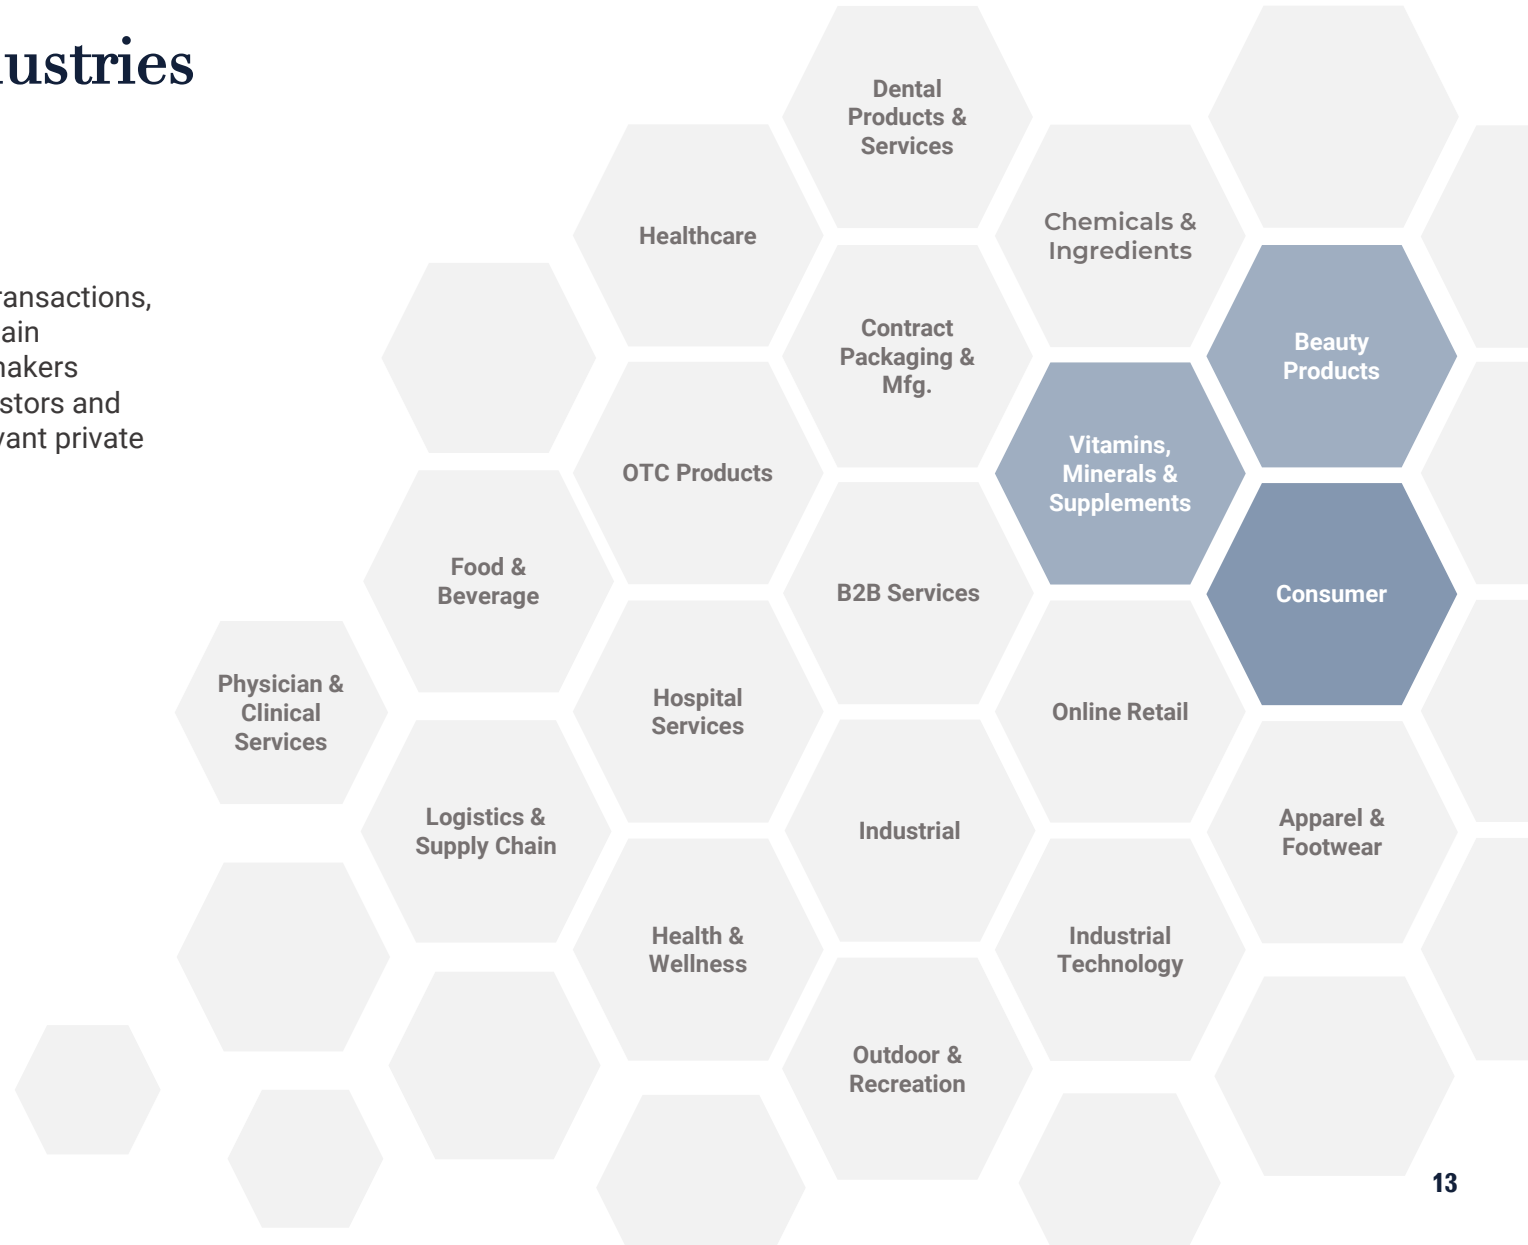 ustries
ansactions,
ain
akers
stors and
vant private
Dental
Products &
Services
Healthcare
Chemicals &
Ingredients
Contract
Packaging &
Mfg.
Beauty
Products
Vitamins,
Minerals &
Supplements
OTC Products
Food &
Beverage
B2B Services
Consumer
Physician &
Clinical
Services
Hospital
Services
Online Retail
Logistics &
Supply Chain
Industrial
Apparel &
Footwear
Health &
Wellness
Industrial
Technology
Outdoor &
Recreation
13